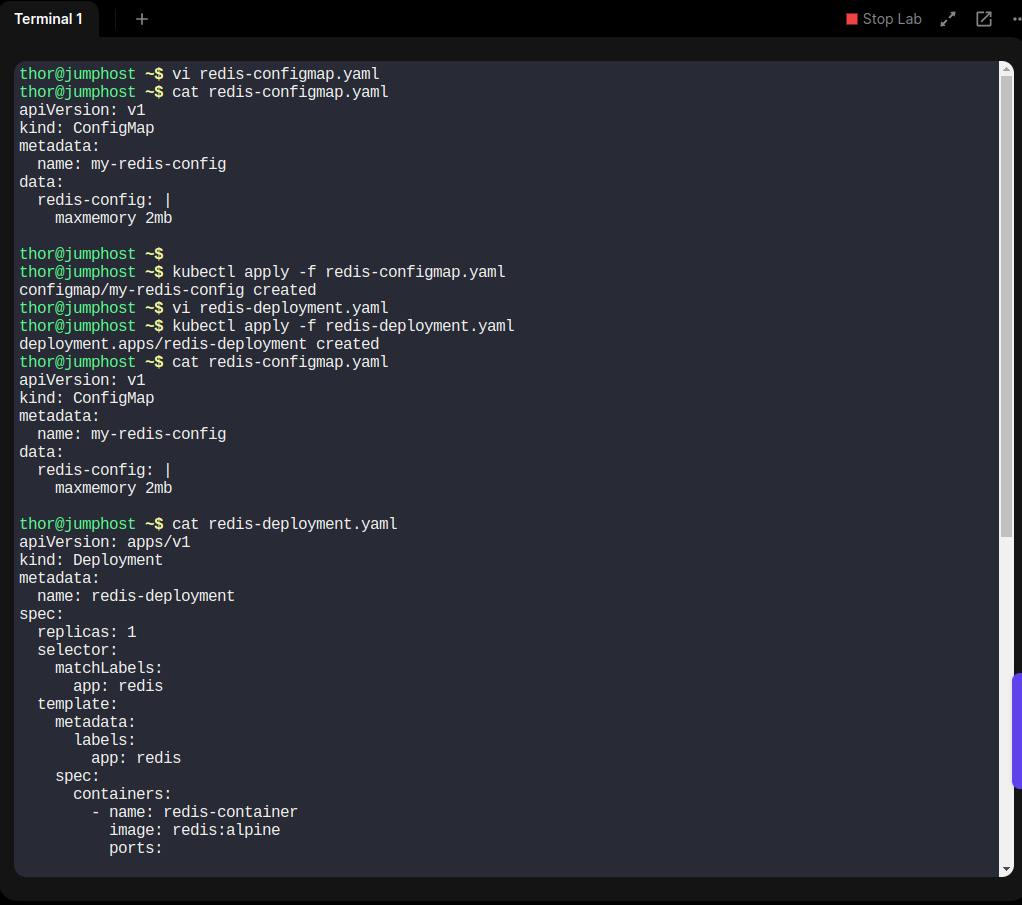 Terminal 1
Stop Lab
thor@jumphost ~$ vi redis-configmap.yaml
thor@jumphost ~$ cat redis-configmap.yaml
apiVersion: v1
kind: ConfigMap
metadata:
  name: my-redis-config
data:
  redis-config: |
    maxmemory 2mb

thor@jumphost ~$
thor@jumphost ~$ kubectl apply -f redis-configmap.yaml
configmap/my-redis-config created
thor@jumphost ~$ vi redis-deployment.yaml
thor@jumphost ~$ kubectl apply -f redis-deployment.yaml
deployment.apps/redis-deployment created
thor@jumphost ~$ cat redis-configmap.yaml
apiVersion: v1
kind: ConfigMap
metadata:
  name: my-redis-config
data:
  redis-config: |
    maxmemory 2mb

thor@jumphost ~$ cat redis-deployment.yaml
apiVersion: apps/v1
kind: Deployment
metadata:
  name: redis-deployment
spec:
  replicas: 1
  selector:
    matchLabels:
      app: redis
  template:
    metadata:
      labels:
        app: redis
    spec:
      containers:
        - name: redis-container
          image: redis:alpine
          ports: